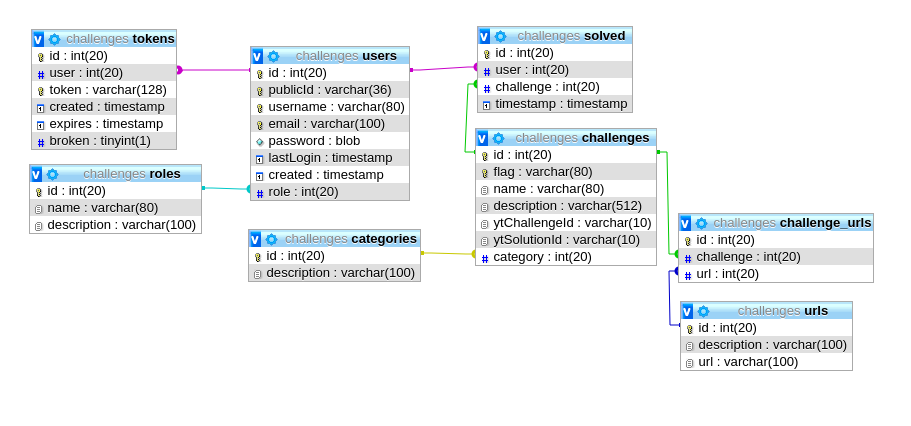 challenges tokens
id : int(20)
user : int(20)
token : varchar(128)
created : timestamp
expires : timestamp
broken : tinyint(1)
challenges roles
id : int(20)
name : varchar(80)
description : varchar(100)
challenges users
id : int(20)
publicId : varchar(36)
username : varchar(80)
email : varchar(100)
password : blob
lastLogin : timestamp
created : timestamp
role : int(20)
challenges categories
id : int(20)
description : varchar(100)
challenges solved
id : int(20)
user : int(20)
challenge : int(20)
timestamp : timestamp
challenges challenges
id : int(20)
flag : varchar(80)
name : varchar(80)
description : varchar(512)
ytChallengeId : varchar(10)
ytSolutionId : varchar(10)
category : int(20)
challenges challenge_urls
id : int(20)
challenge : int(20)
url : int(20)
challenges urls
id : int(20)
description : varchar(100)
url : varchar(100)